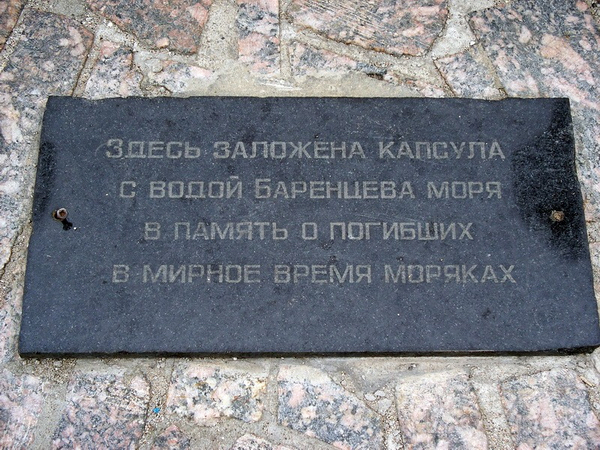 Здесь заложена капсула
с водой Баренцева моря
в память о погибших
в мирное время моряках